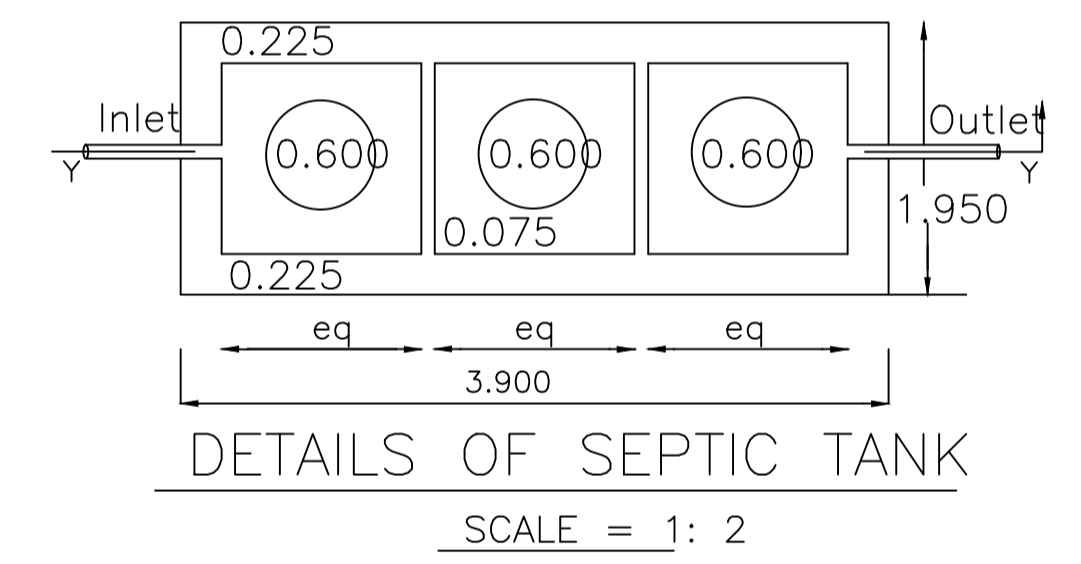 0.225
Inlet
Outlet
Y
0.600
0.600
0.600
Y
1.950
0.075
0.225
eq
eq
eq
3.900
DETAILS OF SEPTIC TANK
SCALE = 1: 2